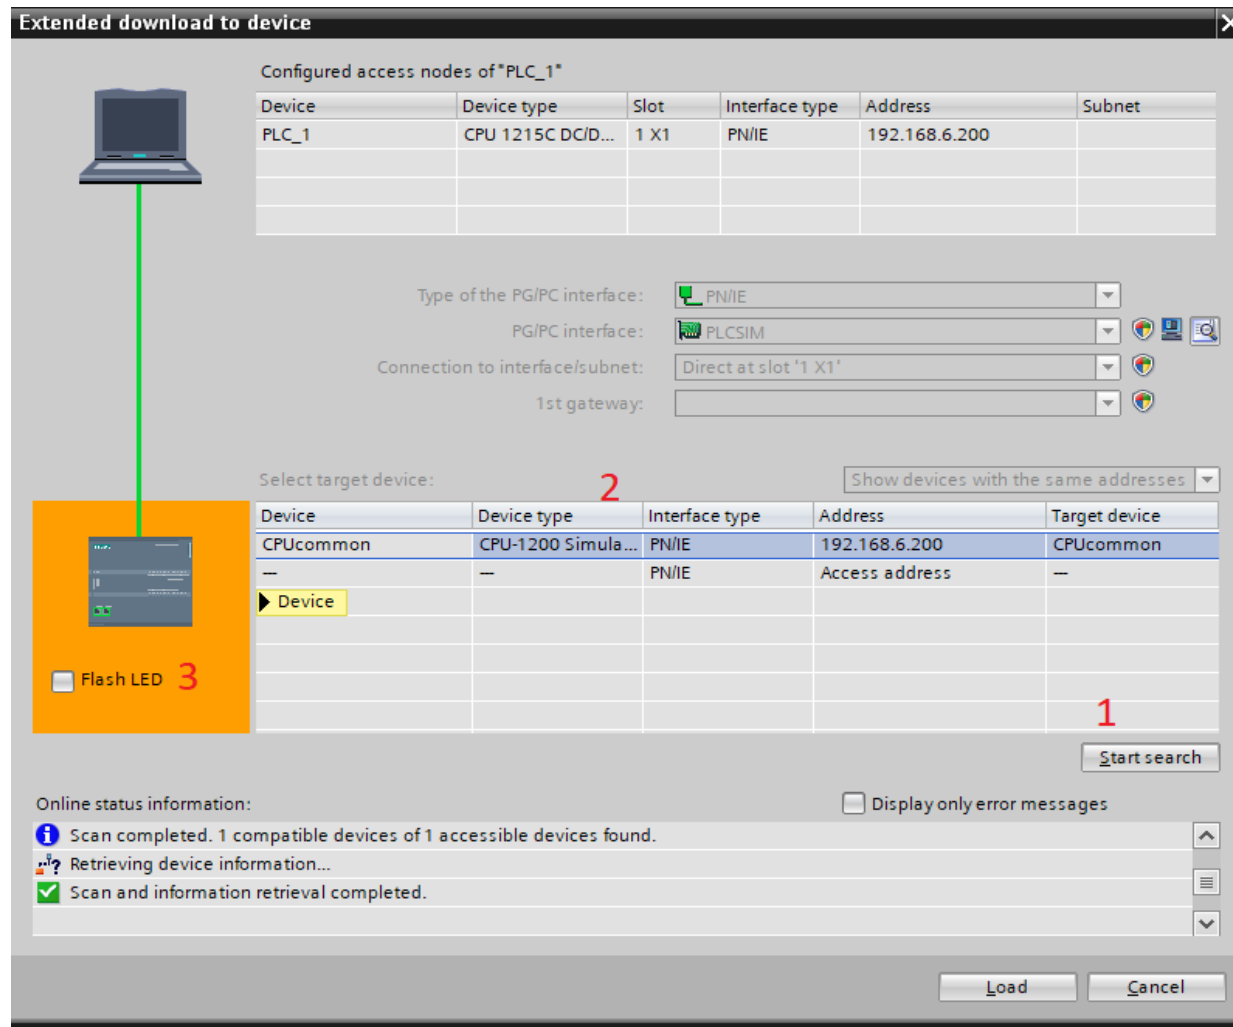 Extended download to device
Configured access nodes of "PLC_1"
Device Device type Slot Interface type Address Subnet
PLC_1 CPU 1215C DC/D... 1 X1 PN/IE 192.168.6.200
Type of the PG/PC interface: PN/IE
PG/PC interface: PLCSIM
Connection to interface/subnet: Direct at slot '1 X1'
1st gateway:
Select target device: 2 Show devices with the same addresses
Device Device type Interface type Address Target device
CPUcommon CPU-1200 Simula... PN/IE 192.168.6.200 CPUcommon
— — PN/IE Access address —
Device
Flash LED 3
1
Start search
Online status information: Display only error messages
Scan completed. 1 compatible devices of 1 accessible devices found.
Retrieving device information...
Scan and information retrieval completed.
Load Cancel